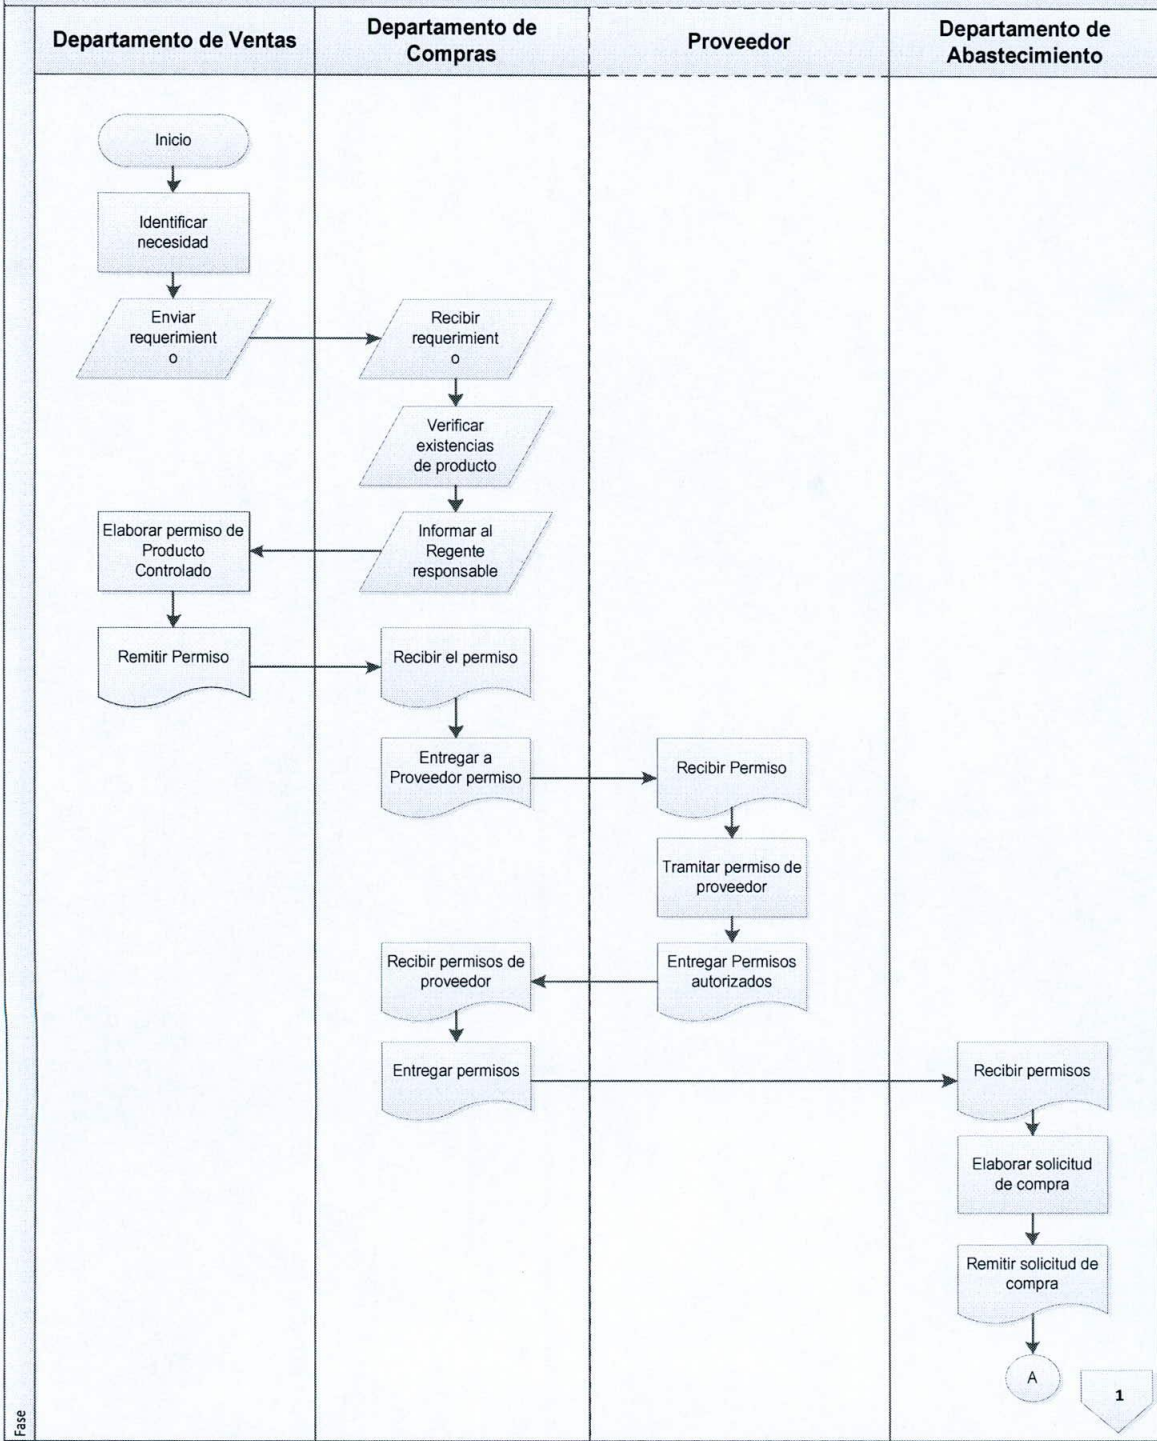 Departamento de Ventas
Departamento de
Compras
Proveedor
Departamento de
Abastecimiento
Inicio
Identificar
necesidad
Enviar
requerimient
o
Recibir
requerimient
o
Verificar
existencias
de producto
Informar al
Regente
responsable
Elaborar permiso de
Producto
Controlado
Remitir Permiso
Recibir el permiso
Entregar a
Proveedor permiso
Recibir Permiso
Tramitar permiso de
proveedor
Entregar Permisos
autorizados
Recibir permisos de
proveedor
Entregar permisos
Recibir permisos
Elaborar solicitud
de compra
Remitir solicitud de
compra
A
1
Fase